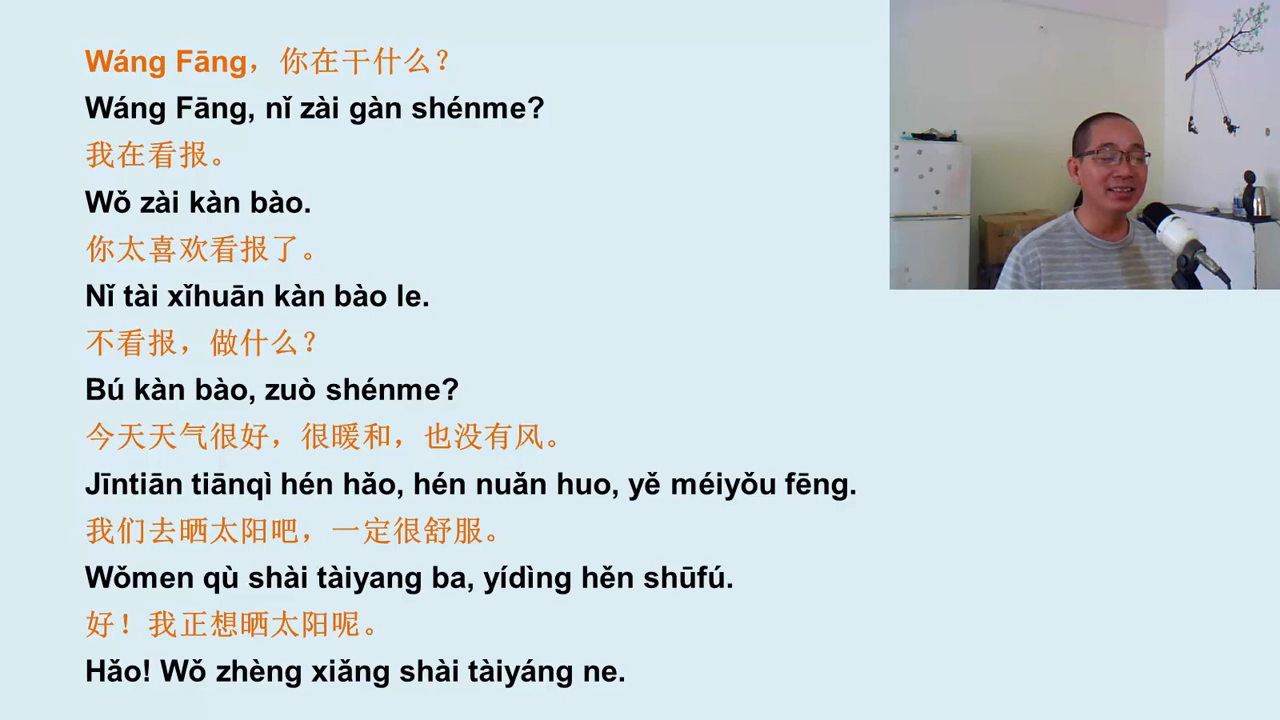 Wáng Fāng，你在干什么？
Wáng Fāng, nǐ zài gàn shénme?
我在看报。
Wǒ zài kàn bào.
你太喜欢看报了。
Nǐ tài xǐhuān kàn bào le.
不看报，做什么？
Bú kàn bào, zuò shénme?
今天天气很好，很暖和，也没有风。
Jīntiān tiānqì hén hǎo, hén nuǎn huo, yě méiyǒu fēng.
我们去晒太阳吧，一定很舒服。
Wǒmen qù shài tàiyang ba, yídìng hěn shūfú.
好！我正想晒太阳呢。
Hǎo! Wǒ zhèng xiǎng shài tàiyáng ne.